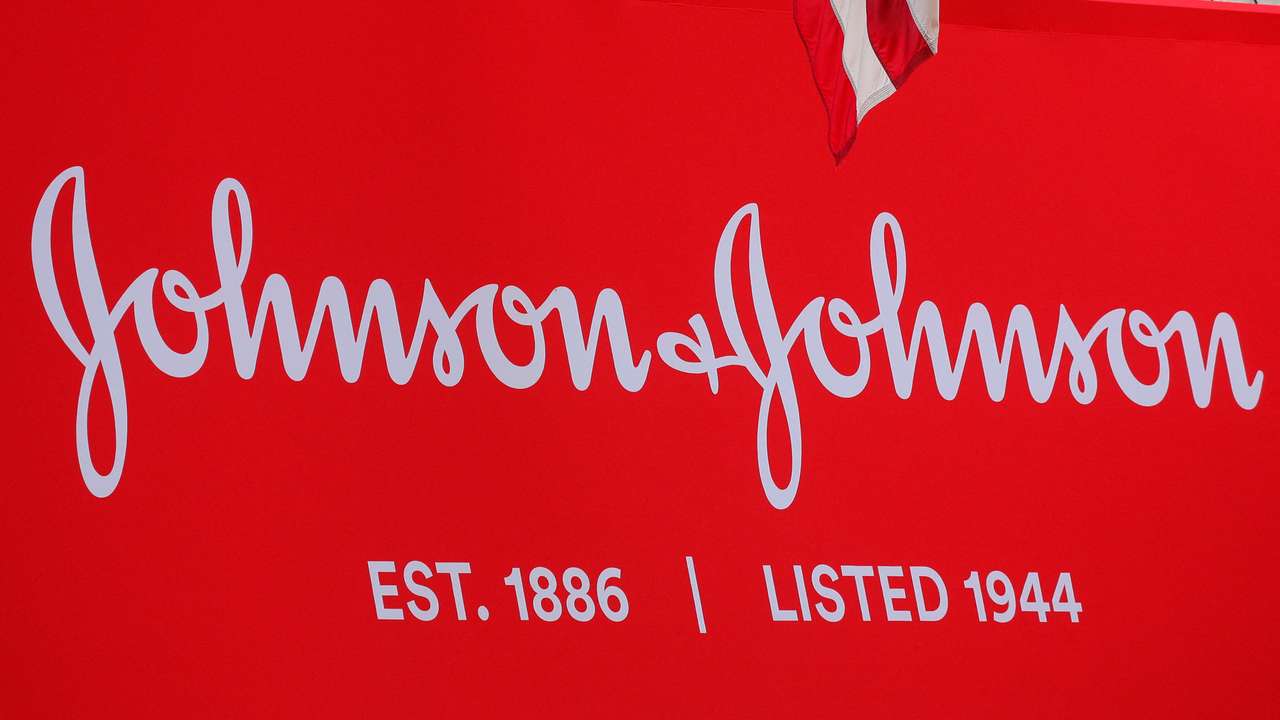 Johnson & Johnson
EST. 1886 | LISTED 1944